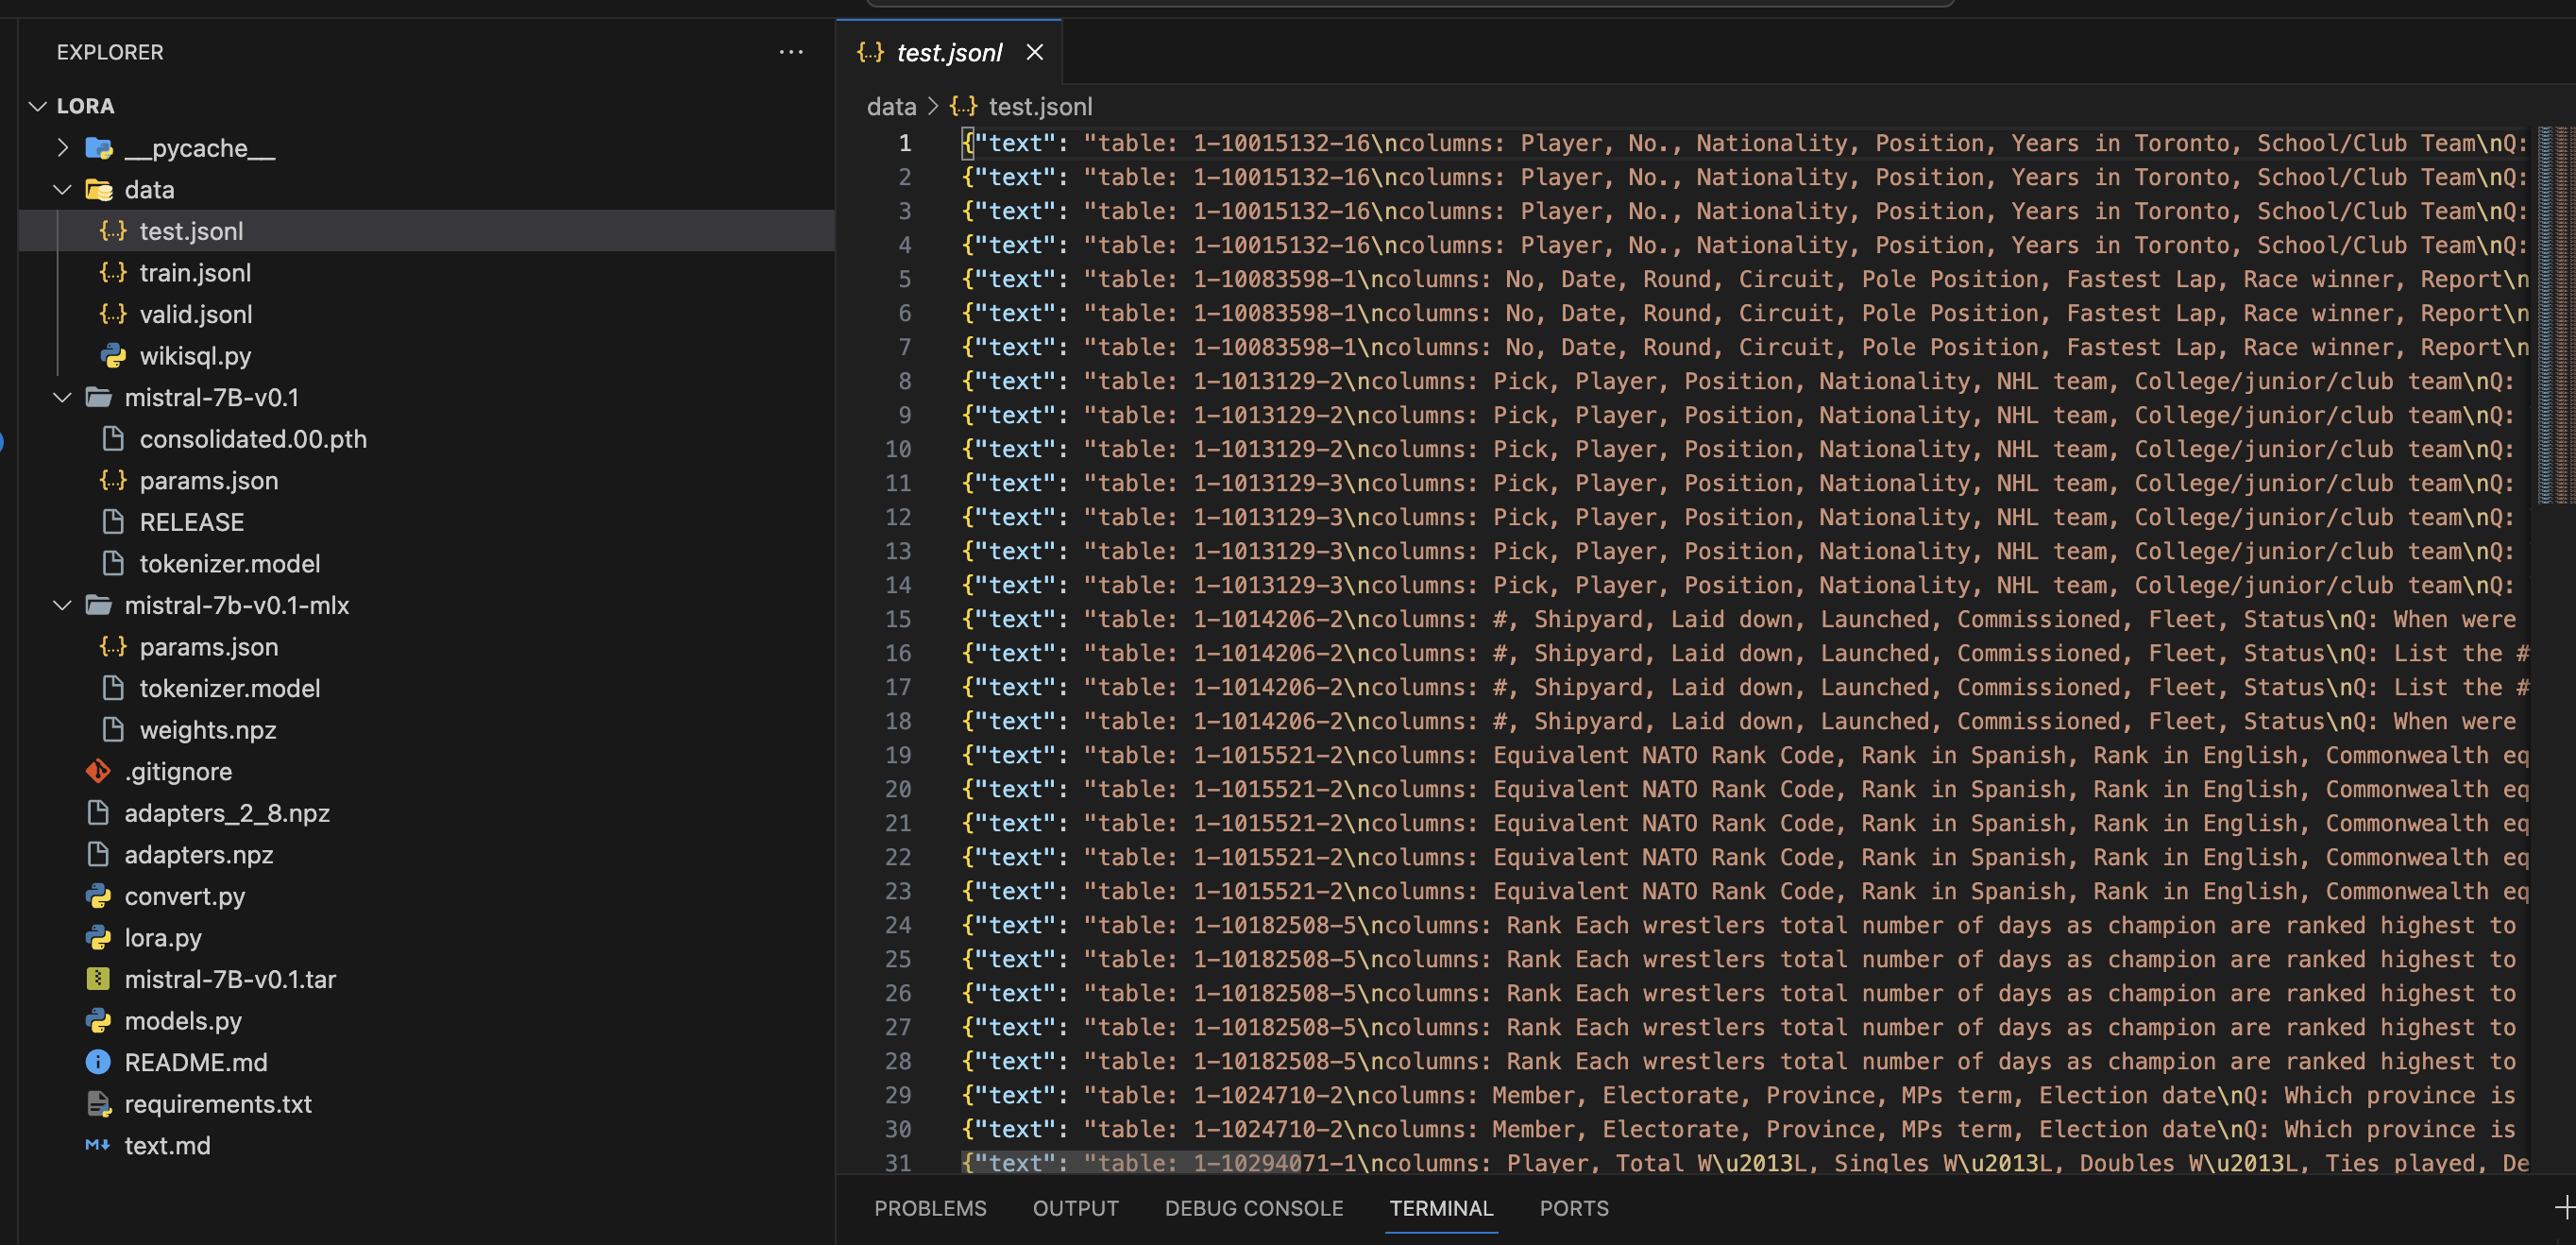 EXPLORER
LORA
__pycache__
data
test.jsonl
train.jsonl
valid.jsonl
wikisql.py
mistral-7B-v0.1
consolidated.00.pth
params.json
RELEASE
tokenizer.model
mistral-7b-v0.1-mlx
params.json
tokenizer.model
weights.npz
.gitignore
adapters_2_8.npz
adapters.npz
convert.py
lora.py
mistral-7B-v0.1.tar
models.py
README.md
requirements.txt
text.md
test.jsonl
data > {..} test.jsonl
1 {"text": "table: 1-10015132-16\ncolumns: Player, No., Nationality, Position, Years in Toronto, School/Club Team\nQ:
2 {"text": "table: 1-10015132-16\ncolumns: Player, No., Nationality, Position, Years in Toronto, School/Club Team\nQ:
3 {"text": "table: 1-10015132-16\ncolumns: Player, No., Nationality, Position, Years in Toronto, School/Club Team\nQ:
4 {"text": "table: 1-10015132-16\ncolumns: Player, No., Nationality, Position, Years in Toronto, School/Club Team\nQ:
5 {"text": "table: 1-10083598-1\ncolumns: No, Date, Round, Circuit, Pole Position, Fastest Lap, Race winner, Report\n
6 {"text": "table: 1-10083598-1\ncolumns: No, Date, Round, Circuit, Pole Position, Fastest Lap, Race winner, Report\n
7 {"text": "table: 1-10083598-1\ncolumns: No, Date, Round, Circuit, Pole Position, Fastest Lap, Race winner, Report\n
8 {"text": "table: 1-1013129-2\ncolumns: Pick, Player, Position, Nationality, NHL team, College/junior/club team\nQ:
9 {"text": "table: 1-1013129-2\ncolumns: Pick, Player, Position, Nationality, NHL team, College/junior/club team\nQ:
10 {"text": "table: 1-1013129-2\ncolumns: Pick, Player, Position, Nationality, NHL team, College/junior/club team\nQ:
11 {"text": "table: 1-1013129-3\ncolumns: Pick, Player, Position, Nationality, NHL team, College/junior/club team\nQ:
12 {"text": "table: 1-1013129-3\ncolumns: Pick, Player, Position, Nationality, NHL team, College/junior/club team\nQ:
13 {"text": "table: 1-1013129-3\ncolumns: Pick, Player, Position, Nationality, NHL team, College/junior/club team\nQ:
14 {"text": "table: 1-1013129-3\ncolumns: Pick, Player, Position, Nationality, NHL team, College/junior/club team\nQ:
15 {"text": "table: 1-1014206-2\ncolumns: #, Shipyard, Laid down, Launched, Commissioned, Fleet, Status\nQ: When were
16 {"text": "table: 1-1014206-2\ncolumns: #, Shipyard, Laid down, Launched, Commissioned, Fleet, Status\nQ: List the #
17 {"text": "table: 1-1014206-2\ncolumns: #, Shipyard, Laid down, Launched, Commissioned, Fleet, Status\nQ: List the #
18 {"text": "table: 1-1014206-2\ncolumns: #, Shipyard, Laid down, Launched, Commissioned, Fleet, Status\nQ: When were
19 {"text": "table: 1-1015521-2\ncolumns: Equivalent NATO Rank Code, Rank in Spanish, Rank in English, Commonwealth eq
20 {"text": "table: 1-1015521-2\ncolumns: Equivalent NATO Rank Code, Rank in Spanish, Rank in English, Commonwealth eq
21 {"text": "table: 1-1015521-2\ncolumns: Equivalent NATO Rank Code, Rank in Spanish, Rank in English, Commonwealth eq
22 {"text": "table: 1-1015521-2\ncolumns: Equivalent NATO Rank Code, Rank in Spanish, Rank in English, Commonwealth eq
23 {"text": "table: 1-1015521-2\ncolumns: Equivalent NATO Rank Code, Rank in Spanish, Rank in English, Commonwealth eq
24 {"text": "table: 1-10182508-5\ncolumns: Rank Each wrestlers total number of days as champion are ranked highest to
25 {"text": "table: 1-10182508-5\ncolumns: Rank Each wrestlers total number of days as champion are ranked highest to
26 {"text": "table: 1-10182508-5\ncolumns: Rank Each wrestlers total number of days as champion are ranked highest to
27 {"text": "table: 1-10182508-5\ncolumns: Rank Each wrestlers total number of days as champion are ranked highest to
28 {"text": "table: 1-10182508-5\ncolumns: Rank Each wrestlers total number of days as champion are ranked highest to
29 {"text": "table: 1-1024710-2\ncolumns: Member, Electorate, Province, MPs term, Election date\nQ: Which province is
30 {"text": "table: 1-1024710-2\ncolumns: Member, Electorate, Province, MPs term, Election date\nQ: Which province is
31 {"text": "table: 1-10294071-1\ncolumns: Player, Total W\u2013L, Singles W\u2013L, Doubles W\u2013L, Ties played, De
PROBLEMS OUTPUT DEBUG CONSOLE TERMINAL PORTS